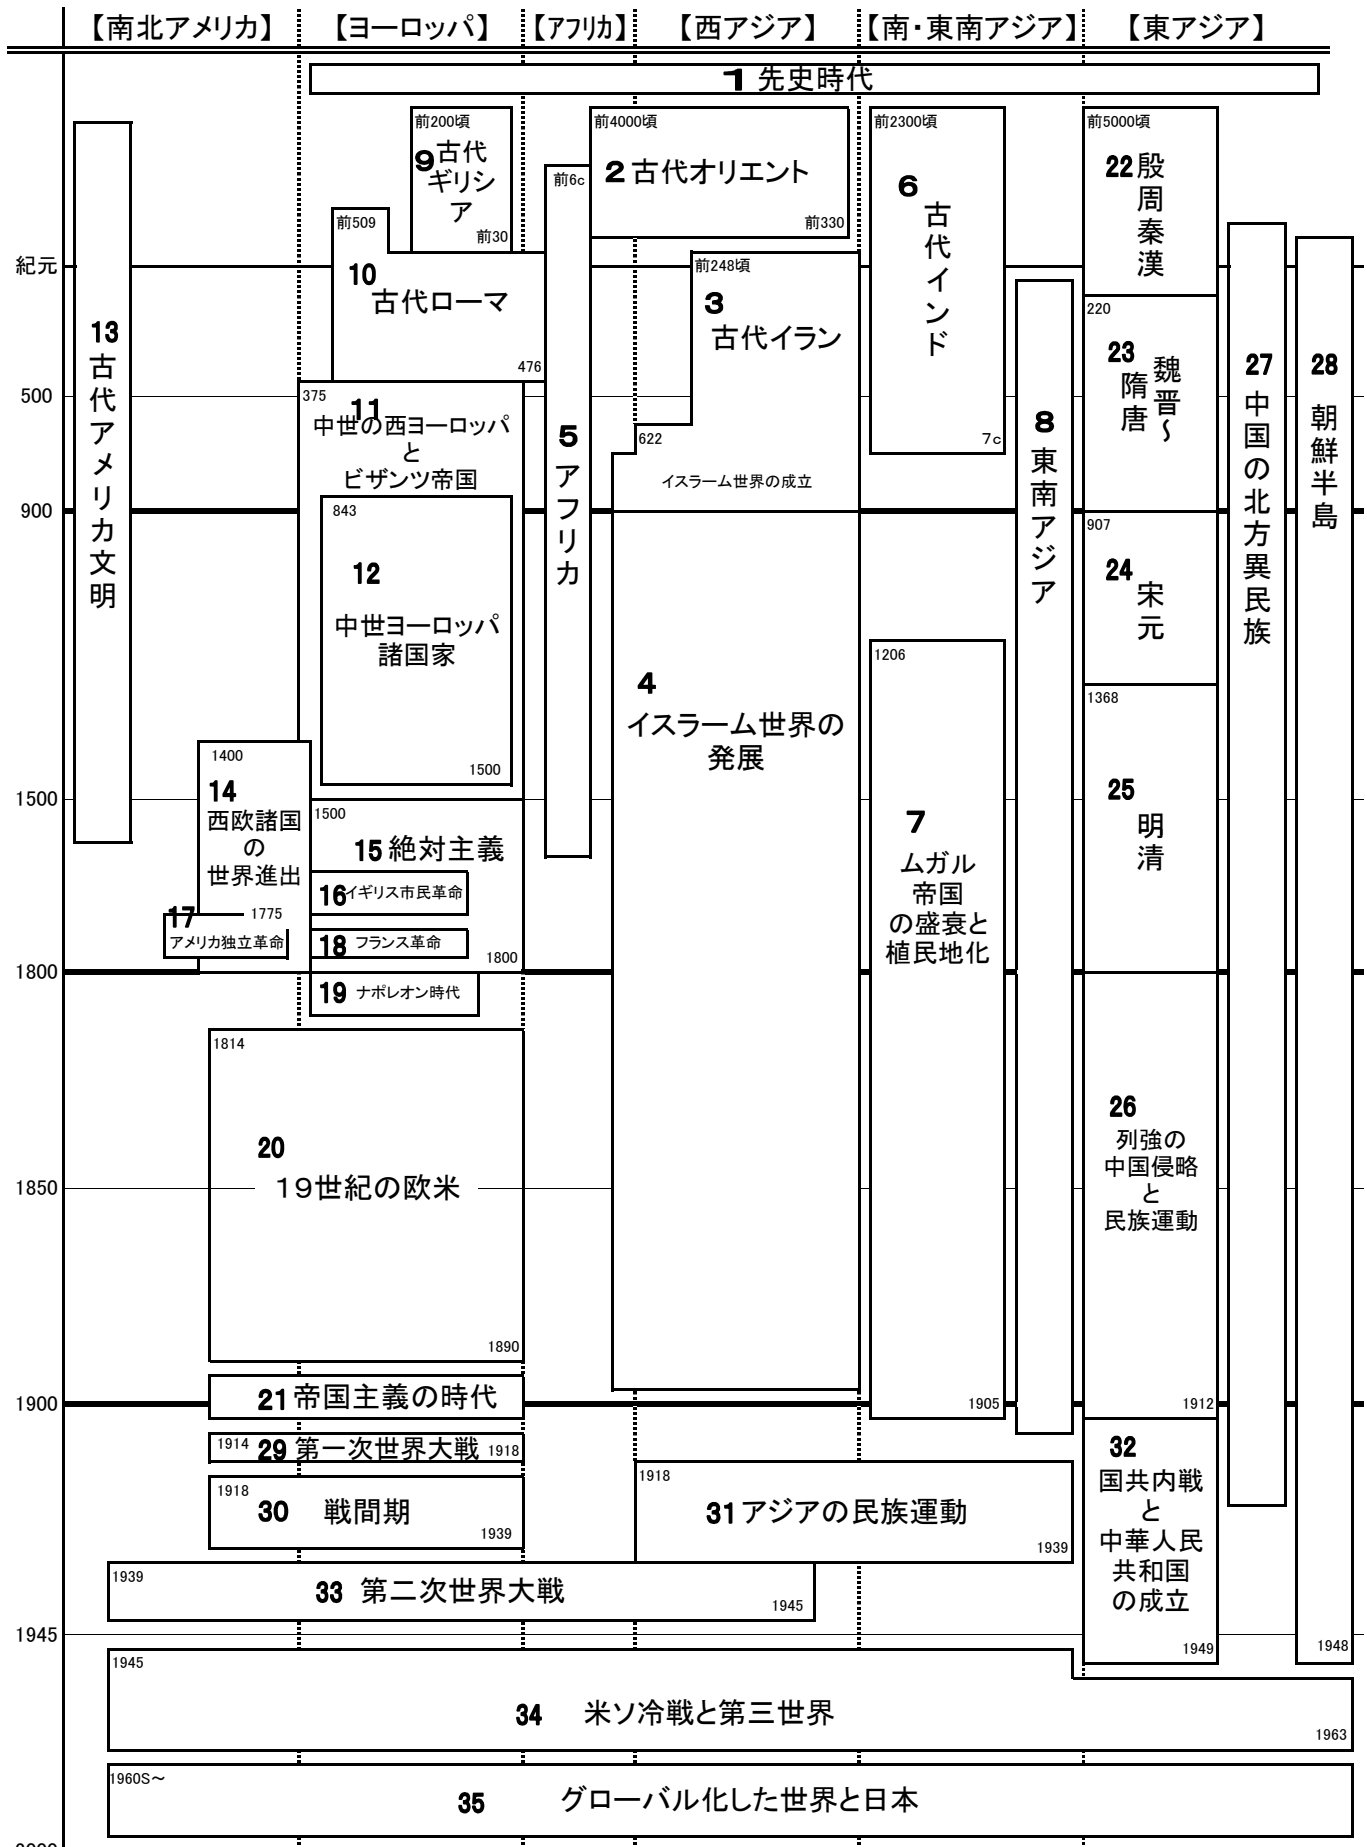 【南北アメリカ】 【ヨーロッパ】 【アフリカ】 【西アジア】 【南・東南アジア】 【東アジア】
1 先史時代
前200頃
9 古代
ギリシ
ア
前30
前4000頃
2 古代オリエント
前330
前2300頃
6
古代インド
7c
前5000頃
22 殷周秦漢
前6c
5
アフリカ
前509
10
古代ローマ
476
紀元
前248頃
3
古代イラン
13
古代アメリカ文明
220
23 魏晋～
隋唐
27
中国の北方異民族
28
朝鮮半島
1948
500
375
11
中世の西ヨーロッパ
と
ビザンツ帝国
622
イスラーム世界の成立
8
東南アジア
900
843
12
中世ヨーロッパ
諸国家
1500
907
24
宋元
1206
7
ムガル
帝国
の盛衰と
植民地化
1905
4
イスラーム世界の
発展
1368
25
明清
1400
14
西欧諸国
の
世界進出
1500
1500
15 絶対主義
16 イギリス市民革命
17 1775
アメリカ独立革命
18 フランス革命
1800
1800
19 ナポレオン時代
1814
20
19世紀の欧米
1890
26
列強の
中国侵略
と
民族運動
1912
1850
21 帝国主義の時代
1900
1914 29 第一次世界大戦 1918
1918
30 戦間期
1939
1918
31 アジアの民族運動
1939
32
国共内戦
と
中華人民
共和国
の成立
1949
1939
33 第二次世界大戦
1945
1945
1945
34 米ソ冷戦と第三世界
1963
1960S～
35 グローバル化した世界と日本